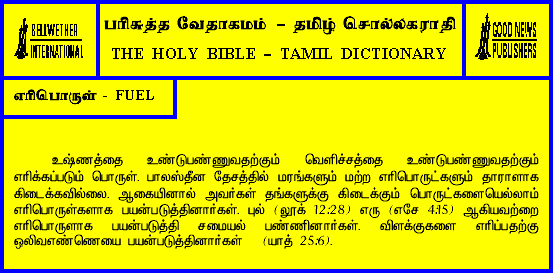 BELLWETHER
INTERNATIONAL
பரிசுத்த வேதாகமம் – தமிழ் சொல்லகராதி
THE HOLY BIBLE – TAMIL DICTIONARY
GOOD NEWS
PUBLISHERS
எரிபொருள் - FUEL
உஷ்ணத்தை உண்டுபண்ணுவதற்கும் வெளிச்சத்தை உண்டுபண்ணுவதற்கும்
எரிக்கப்படும் பொருள். பாலஸ்தீன தேசத்தில் மரங்களும் மற்ற எரிபொருட்களும் தாராளாக
கிடைக்கவில்லை. ஆகையினால் அவர்கள் தங்களுக்கு கிடைக்கும் பொருட்களையெல்லாம்
எரிபொருள்களாக பயன்படுத்தினார்கள். புல் (லூக் 12:28) எரு (எசே 4:15) ஆகியவற்றை
எரிபொருளாக பயன்படுத்தி சமையல் பண்ணினார்கள். விளக்குகளை எரிப்பதற்கு
ஒலிவஎண்ணெயை பயன்படுத்தினார்கள் (யாத் 25:6).